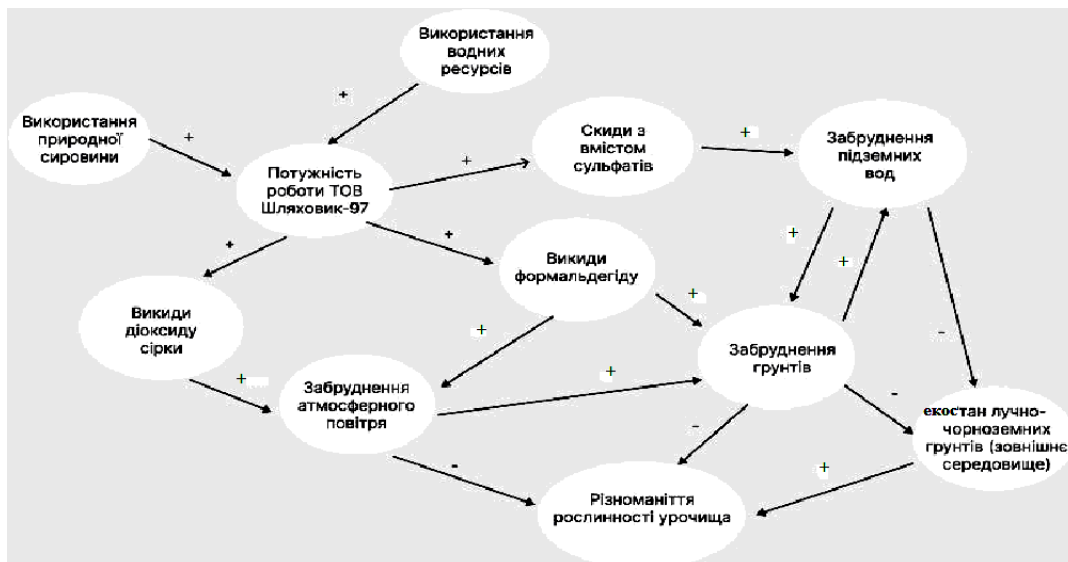 Використання
водних
ресурсів
+
Використання
природної
сировини
+
Скиди з
вмістом
сульфатів
+
Забруднення
підземних
вод
Потужність
роботи ТОВ
Шляховик-97
+
+
+
Викиди
формальдегіду
+
+
Викиди
діоксиду
сірки
+
+
+
-
Забруднення
грунтів
+
Забруднення
атмосферного
повітря
+
-
екостан лучно-
чорноземних
грунтів (зовнішнє
середовище)
-
-
+
Різноманіття
рослинності урочища